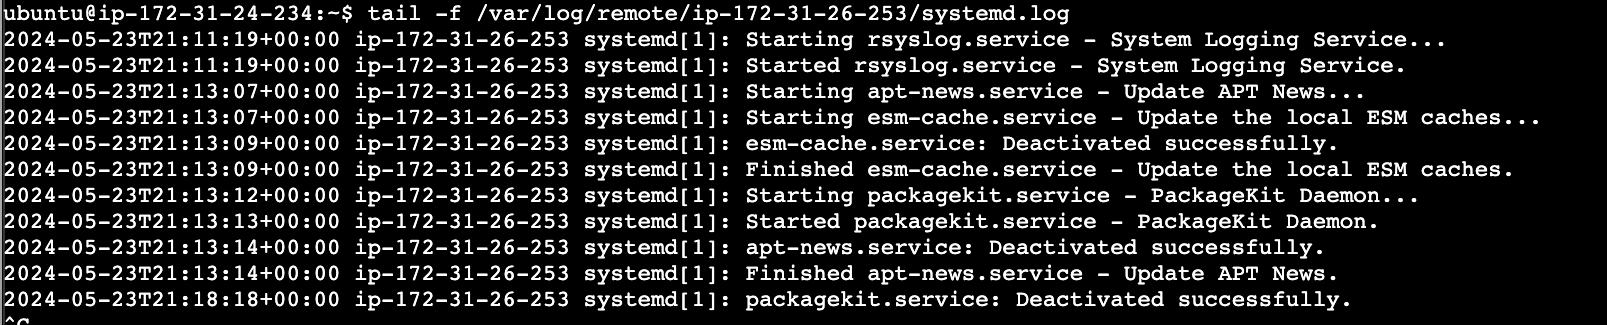 ubuntu@ip-172-31-24-234:~$ tail -f /var/log/remote/ip-172-31-26-253/systemd.log
2024-05-23T21:11:19+00:00 ip-172-31-26-253 systemd[1]: Starting rsyslog.service - System Logging Service...
2024-05-23T21:11:19+00:00 ip-172-31-26-253 systemd[1]: Started rsyslog.service - System Logging Service.
2024-05-23T21:13:07+00:00 ip-172-31-26-253 systemd[1]: Starting apt-news.service - Update APT News...
2024-05-23T21:13:07+00:00 ip-172-31-26-253 systemd[1]: Starting esm-cache.service - Update the local ESM caches...
2024-05-23T21:13:09+00:00 ip-172-31-26-253 systemd[1]: esm-cache.service: Deactivated successfully.
2024-05-23T21:13:09+00:00 ip-172-31-26-253 systemd[1]: Finished esm-cache.service - Update the local ESM caches.
2024-05-23T21:13:12+00:00 ip-172-31-26-253 systemd[1]: Starting packagekit.service - PackageKit Daemon...
2024-05-23T21:13:13+00:00 ip-172-31-26-253 systemd[1]: Started packagekit.service - PackageKit Daemon.
2024-05-23T21:13:14+00:00 ip-172-31-26-253 systemd[1]: apt-news.service: Deactivated successfully.
2024-05-23T21:13:14+00:00 ip-172-31-26-253 systemd[1]: Finished apt-news.service - Update APT News.
2024-05-23T21:18:18+00:00 ip-172-31-26-253 systemd[1]: packagekit.service: Deactivated successfully.
^C